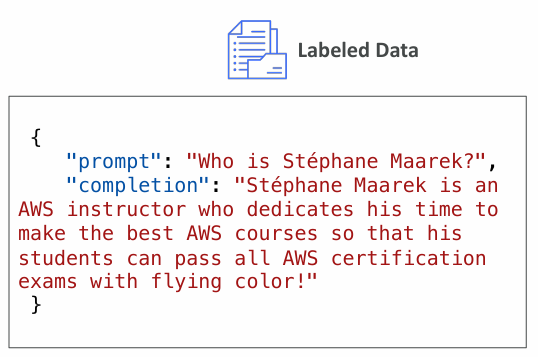 Labeled Data
{
"prompt": "Who is Stéphane Maarek?",
"completion": "Stéphane Maarek is an
AWS instructor who dedicates his time to
make the best AWS courses so that his
students can pass all AWS certification
exams with flying color!"
}